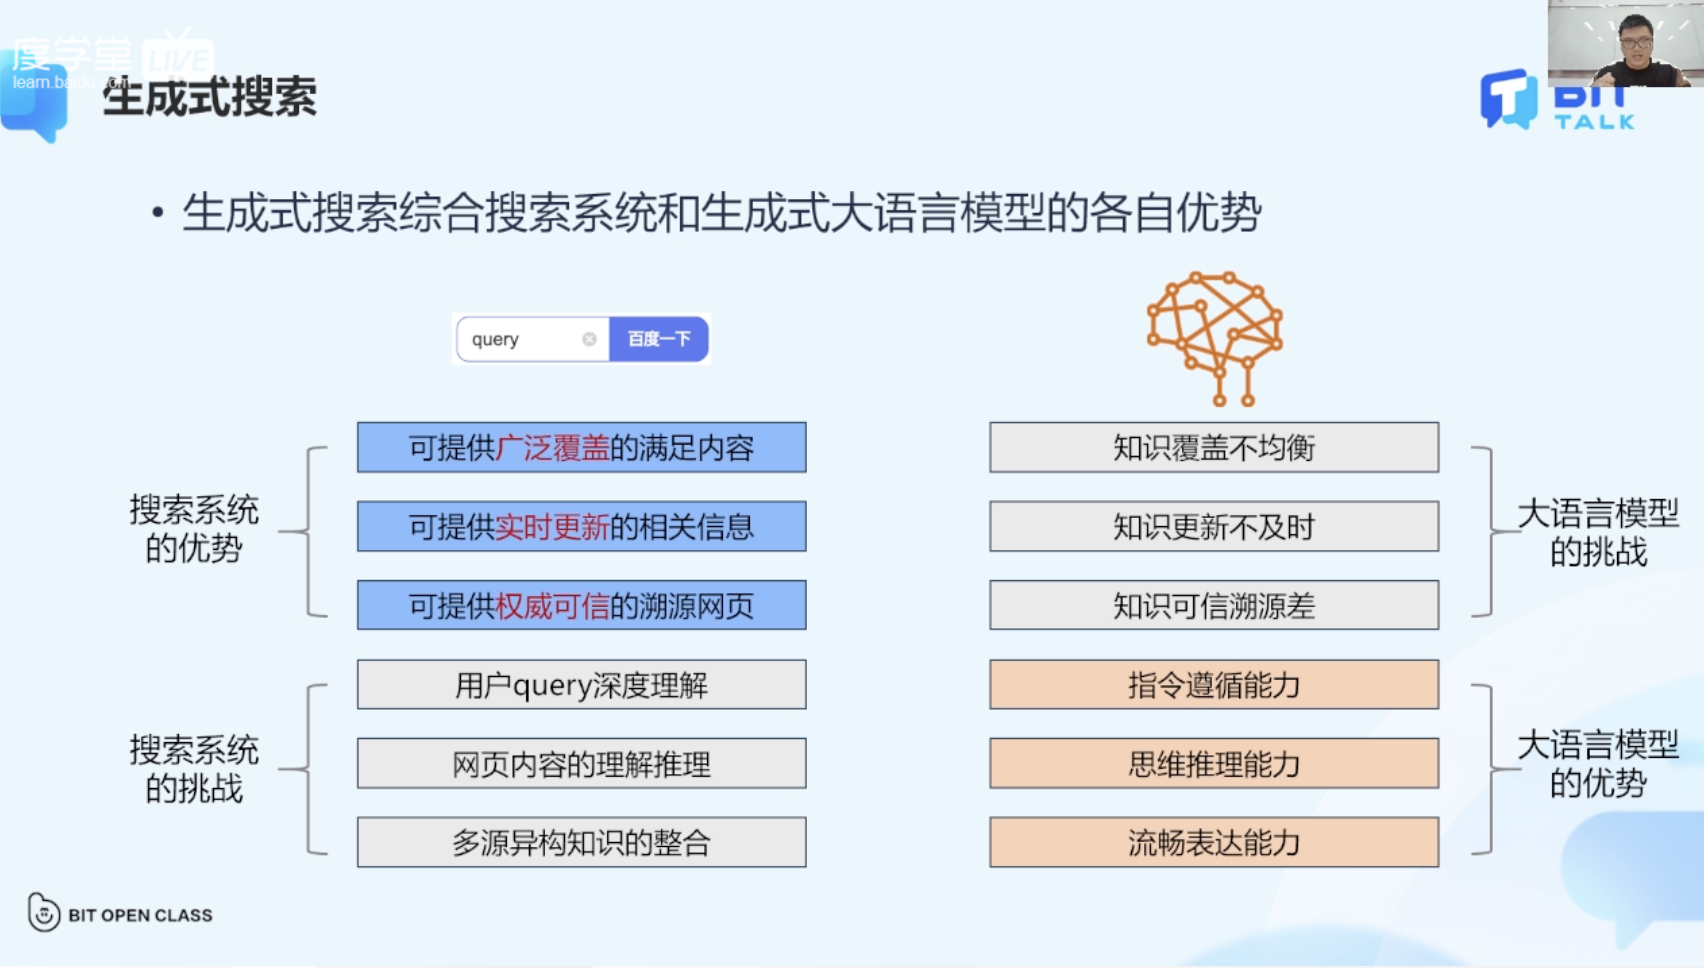 度学堂 LIVE
learn.baidu.com
生成式搜索
BIT
TALK
• 生成式搜索综合搜索系统和生成式大语言模型的各自优势
query 百度一下
搜索系统
的优势
可提供广泛覆盖的满足内容
可提供实时更新的相关信息
可提供权威可信的溯源网页
知识覆盖不均衡
知识更新不及时
知识可信溯源差
大语言模型
的挑战
搜索系统
的挑战
用户query深度理解
网页内容的理解推理
多源异构知识的整合
指令遵循能力
思维推理能力
流畅表达能力
大语言模型
的优势
BIT OPEN CLASS